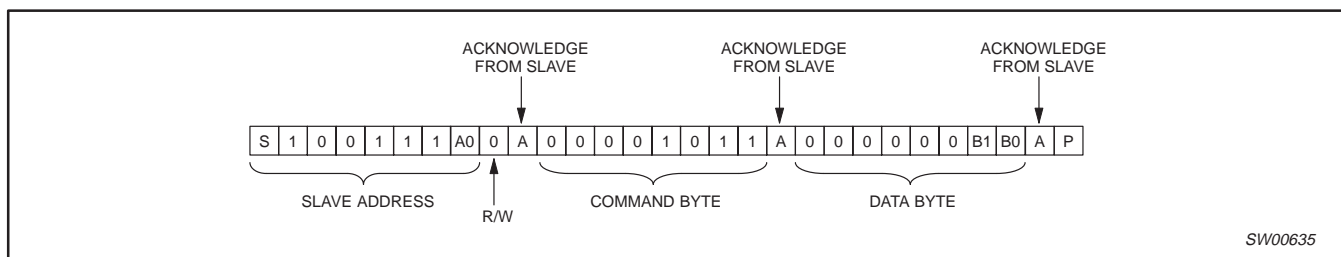 ACKNOWLEDGE
FROM SLAVE
ACKNOWLEDGE
FROM SLAVE
ACKNOWLEDGE
FROM SLAVE
S 1 0 0 1 1 1 A0 0 A 0 0 0 0 1 0 1 1 A 0 0 0 0 0 0 B1 B0 A P
SLAVE ADDRESS
R/W
COMMAND BYTE
DATA BYTE
SW00635